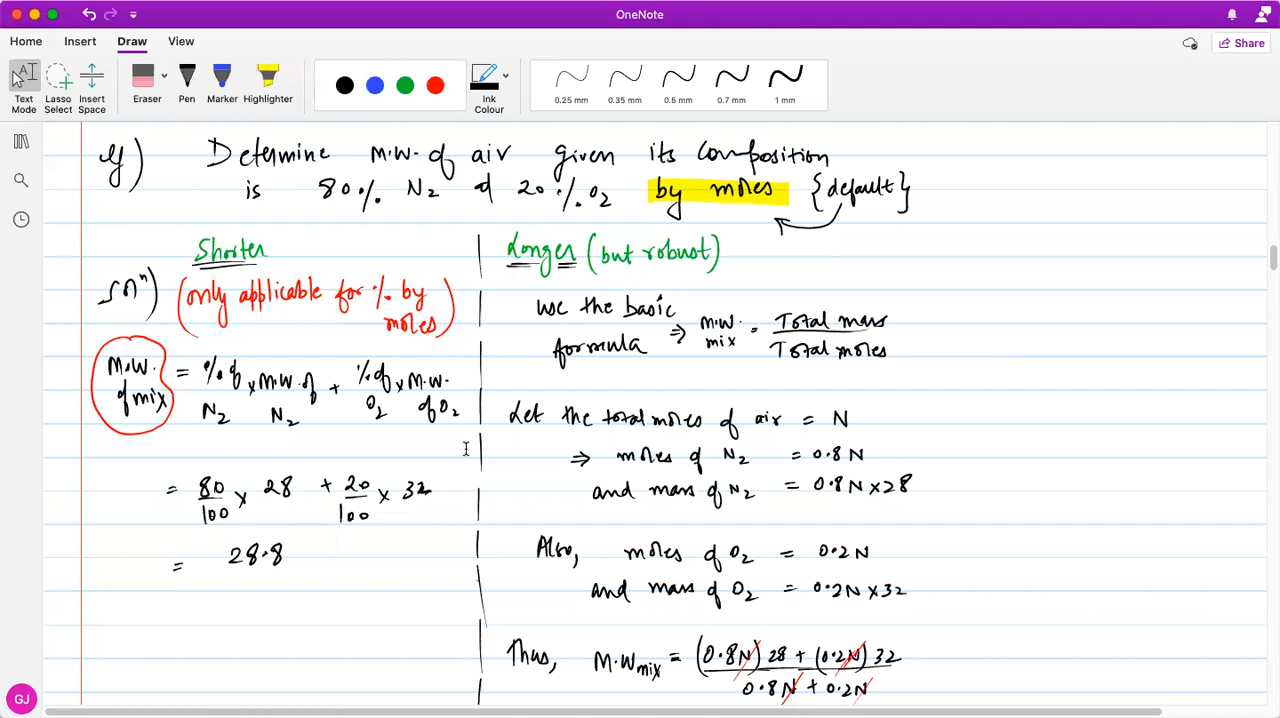 OneNote
Home Insert Draw View
Share
Text Mode
Lasso Select
Insert Space
Eraser
Pen
Marker
Highlighter
Ink Colour
0.25 mm 0.35 mm 0.5 mm 0.7 mm 1 mm
eg) Determine M.W. of air given its composition
is 80% N2 & 20% O2 by moles {default}
Shorter
Soln) (only applicable for % by moles)
M.W. of mix = % of N2 × M.W. of N2 + % of O2 × M.W. of O2
= 80/100 × 28 + 20/100 × 32
= 28.8
Longer (but robust)
Use the basic
formula ⇒ M.W. mix = Total mass / Total moles
Let the total moles of air = N
⇒ moles of N2 = 0.8N
and mass of N2 = 0.8N × 28
Also, moles of O2 = 0.2N
and mass of O2 = 0.2N × 32
Thus, M.W mix = (0.8N) 28 + (0.2N) 32 / 0.8N + 0.2N
GJ